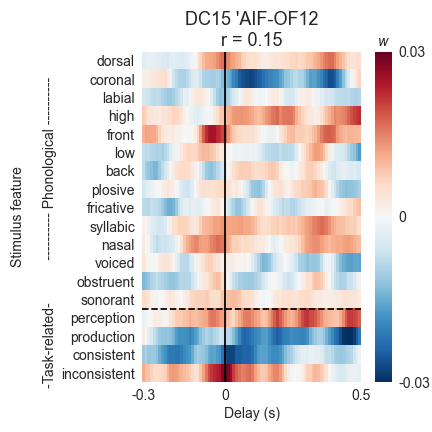 DC15 'AIF-OF12
r = 0.15
w
Stimulus feature
---------- Phonological ----------
-Task-related-
dorsal
coronal
labial
high
front
low
back
plosive
fricative
syllabic
nasal
voiced
obstruent
sonorant
perception
production
consistent
inconsistent
-0.3
0
0.5
Delay (s)
0.03
0
-0.03